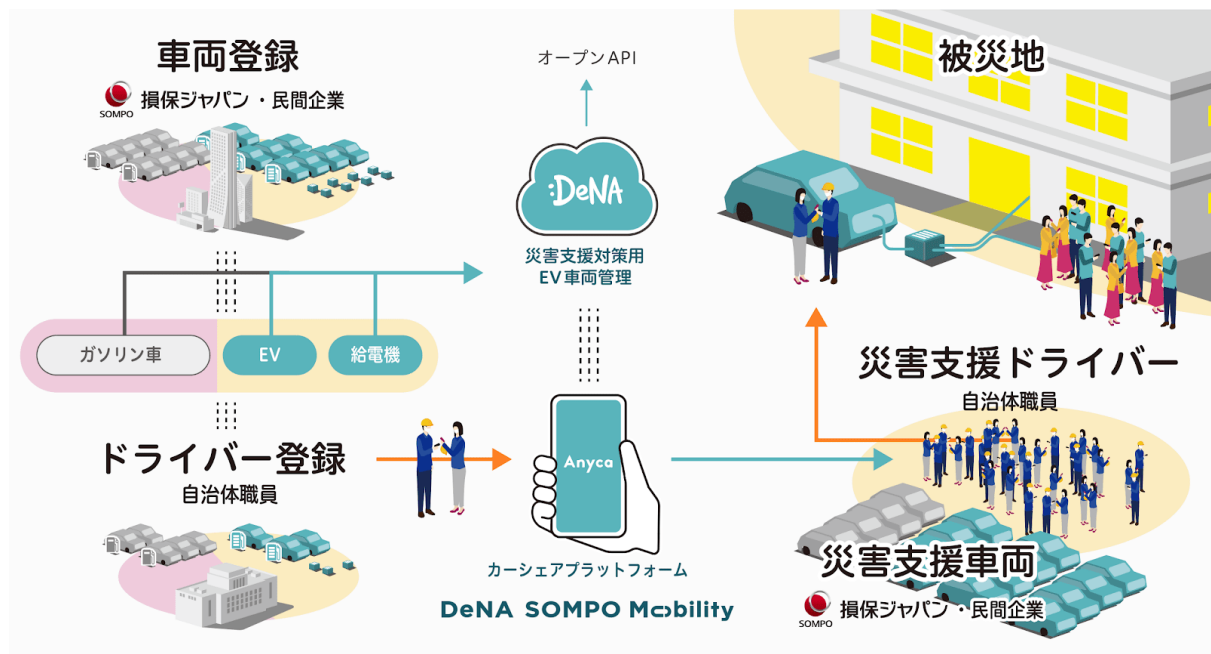 車両登録
SOMPO
損保ジャパン・民間企業
オープンAPI
:DeNA
災害支援対策用
EV車両管理
被災地
ガソリン車
EV
給電機
ドライバー登録
自治体職員
Anyca
カーシェアプラットフォーム
DeNA SOMPO Mobility
災害支援ドライバー
自治体職員
災害支援車両
SOMPO
損保ジャパン・民間企業